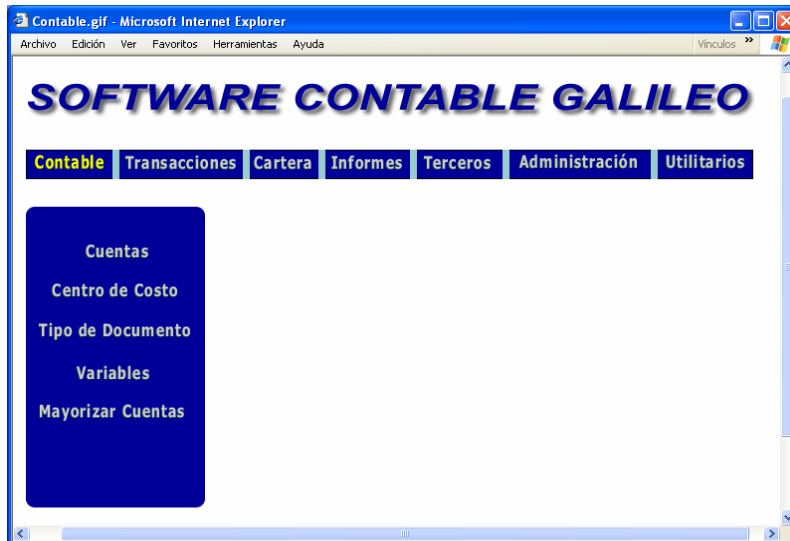 Contable.gif - Microsoft Internet Explorer
Archivo Edición Ver Favoritos Herramientas Ayuda Vínculos »
SOFTWARE CONTABLE GALILEO
Contable Transacciones Cartera Informes Terceros Administración Utilitarios
Cuentas
Centro de Costo
Tipo de Documento
Variables
Mayorizar Cuentas